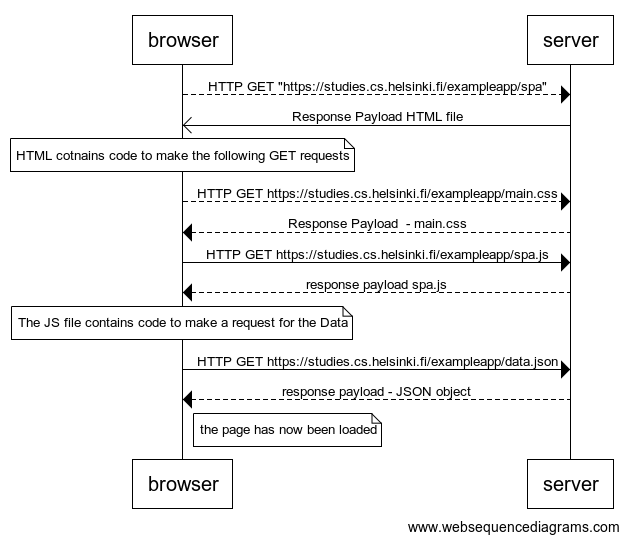 browser server
HTTP GET "https://studies.cs.helsinki.fi/exampleapp/spa"
Response Payload HTML file
HTML cotnains code to make the following GET requests
HTTP GET https://studies.cs.helsinki.fi/exampleapp/main.css
Response Payload - main.css
HTTP GET https://studies.cs.helsinki.fi/exampleapp/spa.js
response payload spa.js
The JS file contains code to make a request for the Data
HTTP GET https://studies.cs.helsinki.fi/exampleapp/data.json
response payload - JSON object
the page has now been loaded
browser server
www.websequencediagrams.com